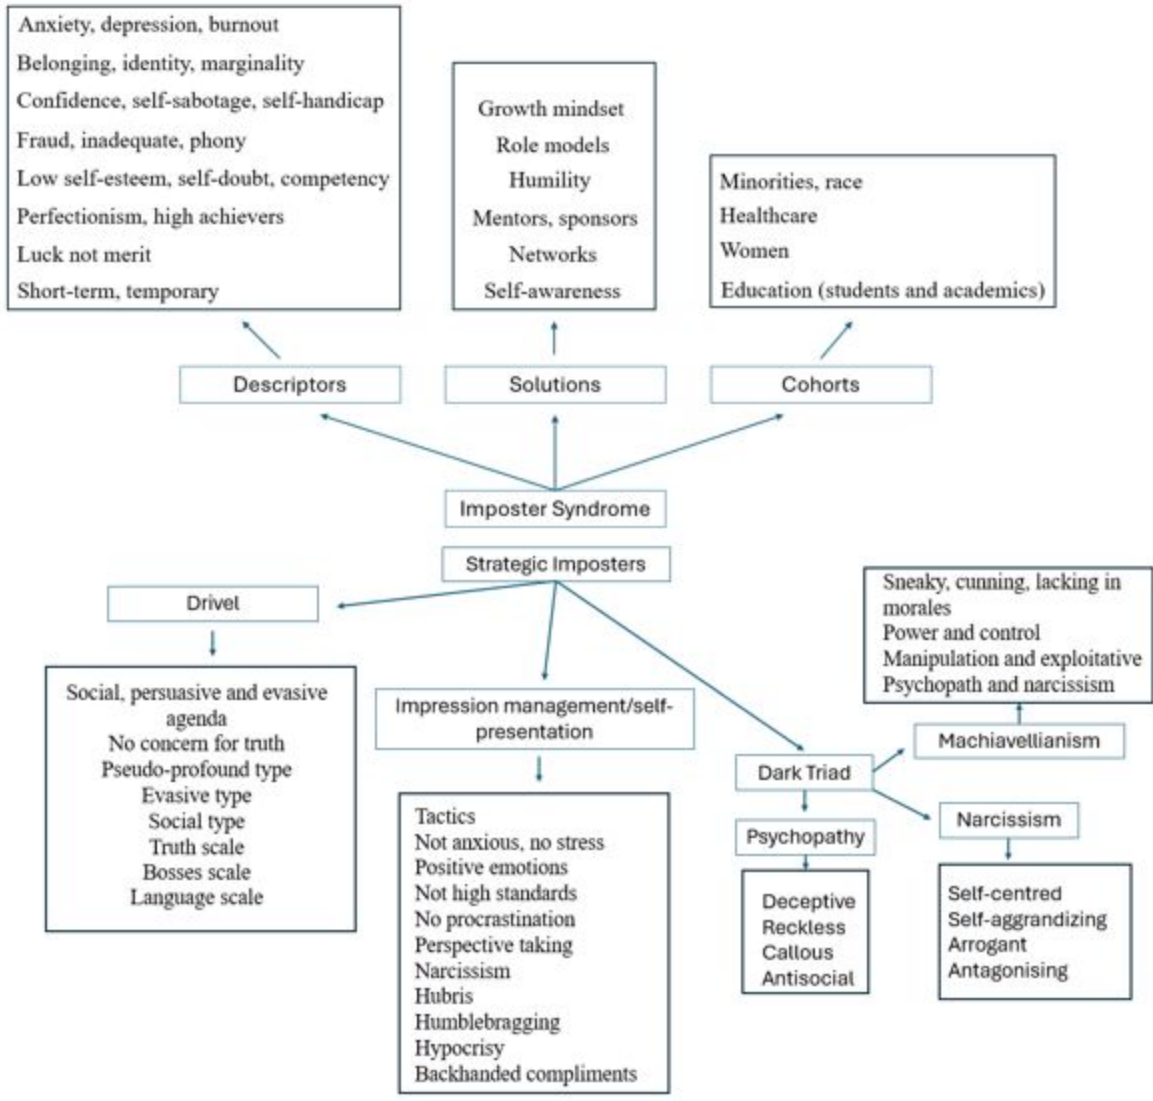 Anxiety, depression, burnout
Belonging, identity, marginality
Confidence, self-sabotage, self-handicap
Fraud, inadequate, phony
Low self-esteem, self-doubt, competency
Perfectionism, high achievers
Luck not merit
Short-term, temporary
Growth mindset
Role models
Humility
Mentors, sponsors
Networks
Self-awareness
Minorities, race
Healthcare
Women
Education (students and academics)
Descriptors
Solutions
Cohorts
Imposter Syndrome
Strategic Imposters
Drivel
Social, persuasive and evasive
agenda
No concern for truth
Pseudo-profound type
Evasive type
Social type
Truth scale
Bosses scale
Language scale
Impression management/self-
presentation
Tactics
Not anxious, no stress
Positive emotions
Not high standards
No procrastination
Perspective taking
Narcissism
Hubris
Humblebragging
Hypocrisy
Backhanded compliments
Dark Triad
Sneaky, cunning, lacking in
morales
Power and control
Manipulation and exploitative
Psychopath and narcissism
Machiavellianism
Psychopathy
Deceptive
Reckless
Callous
Antisocial
Narcissism
Self-centred
Self-aggrandizing
Arrogant
Antagonising